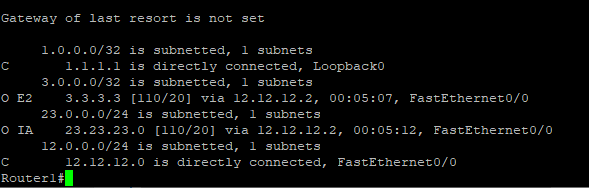 Gateway of last resort is not set
     1.0.0.0/32 is subnetted, 1 subnets
C       1.1.1.1 is directly connected, Loopback0
     3.0.0.0/32 is subnetted, 1 subnets
O E2    3.3.3.3 [110/20] via 12.12.12.2, 00:05:07, FastEthernet0/0
     23.0.0.0/24 is subnetted, 1 subnets
O IA    23.23.23.0 [110/20] via 12.12.12.2, 00:05:12, FastEthernet0/0
     12.0.0.0/24 is subnetted, 1 subnets
C       12.12.12.0 is directly connected, FastEthernet0/0
Router1#